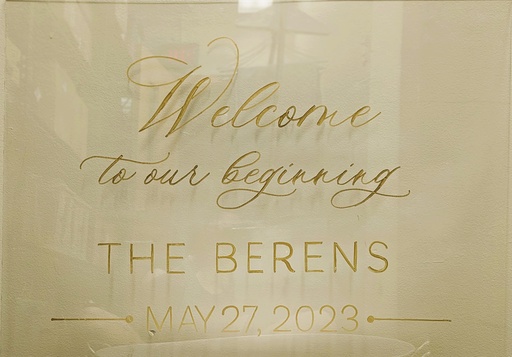 Welcome
to our beginning
THE BERENS
MAY 27, 2023